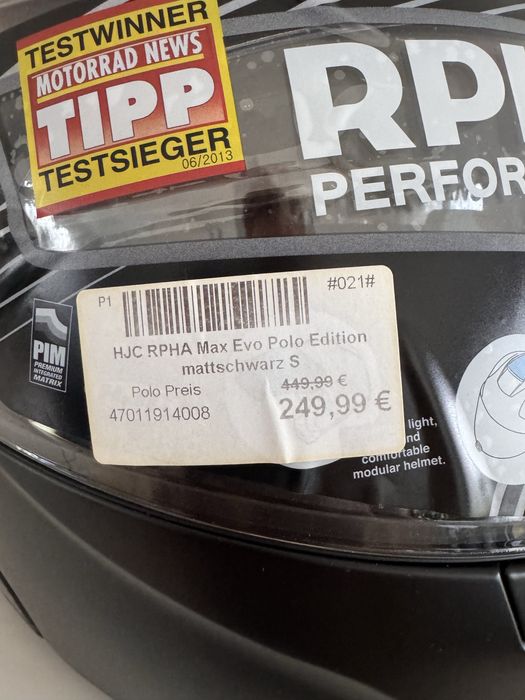 TESTWINNER
MOTORRAD NEWS
TIPP
TESTSIEGER
06/2013
RP
PERFOR
P1
#021#
HJC RPHA Max Evo Polo Edition
mattschwarz S
Polo Preis
449,99 €
47011914008
249,99 €
PIM
PREMIUM
INTEGRATED
MATRIX
light,
nd
comfortable
modular helmet.